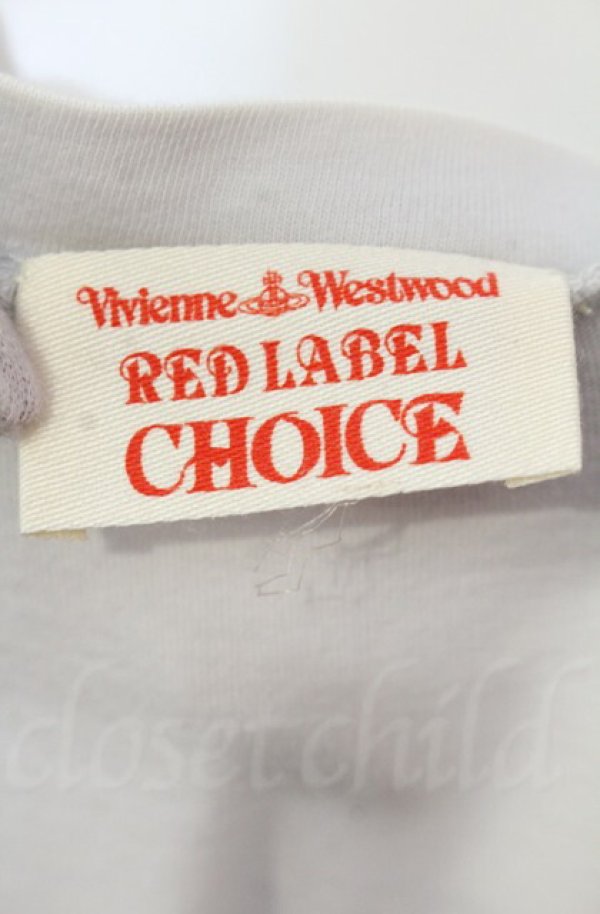 Vivienne Westwood
RED LABEL
CHOICE
closet child